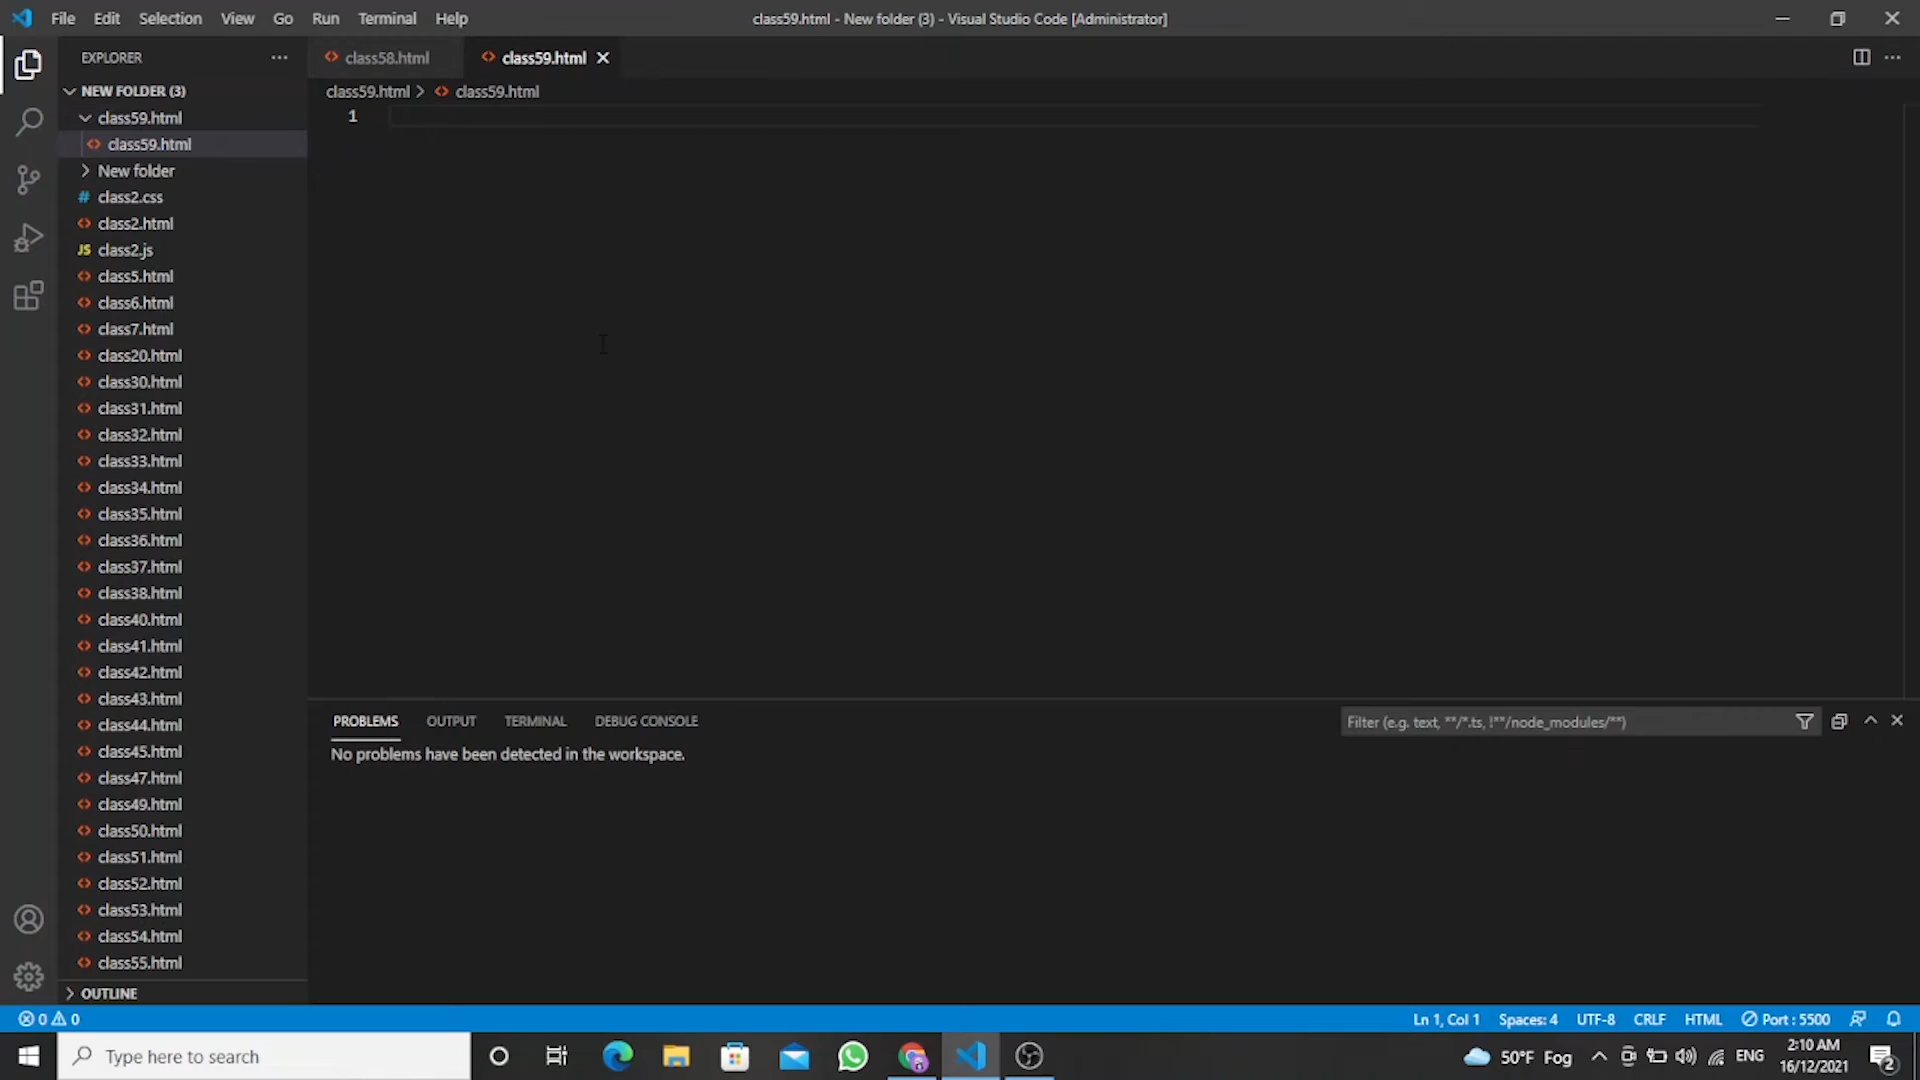 File Edit Selection View Go Run Terminal Help
class59.html - New folder (3) - Visual Studio Code [Administrator]
EXPLORER
class58.html
class59.html
NEW FOLDER (3)
class59.html > class59.html
1
class59.html
class59.html
New folder
# class2.css
class2.html
JS class2.js
class5.html
class6.html
class7.html
class20.html
class30.html
class31.html
class32.html
class33.html
class34.html
class35.html
class36.html
class37.html
class38.html
class40.html
class41.html
class42.html
class43.html
class44.html
class45.html
class47.html
class49.html
class50.html
class51.html
class52.html
class53.html
class54.html
class55.html
OUTLINE
PROBLEMS OUTPUT TERMINAL DEBUG CONSOLE
Filter (e.g. text, **/*.ts, !**/node_modules/**)
No problems have been detected in the workspace.
0 0
Ln 1, Col 1 Spaces: 4 UTF-8 CRLF HTML Port : 5500
Type here to search
50°F Fog
ENG
2:10 AM
16/12/2021
2